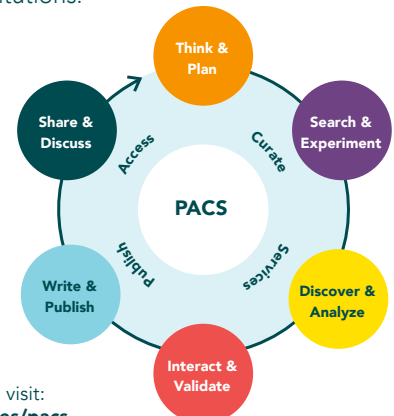 Think &
Plan
Share &
Discuss
Search &
Experiment
Access
Curate
PACS
Publish
Services
Write &
Publish
Discover &
Analyze
Interact &
Validate
visit: